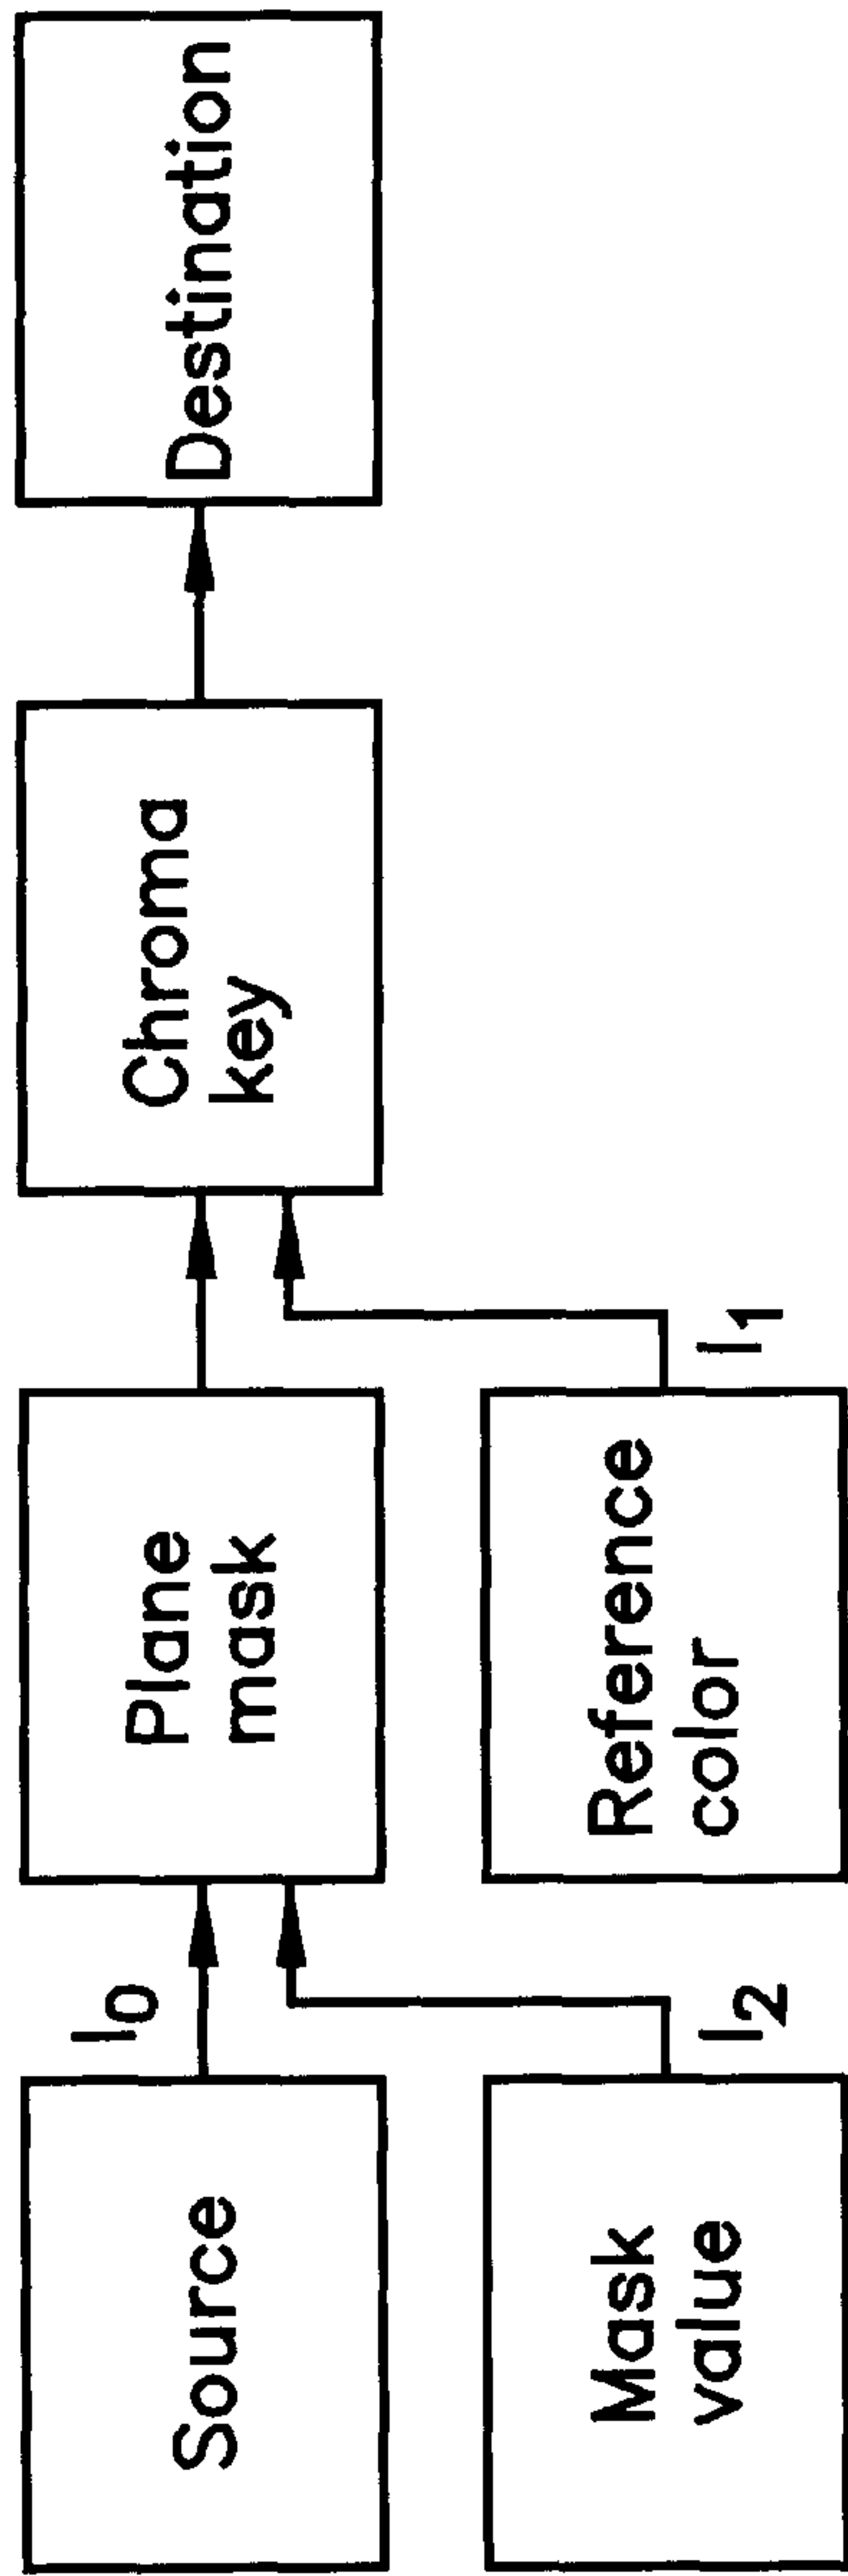 Source
I0
Plane
mask
Chroma
key
Destination
Mask
value
I2
Reference
color
I1